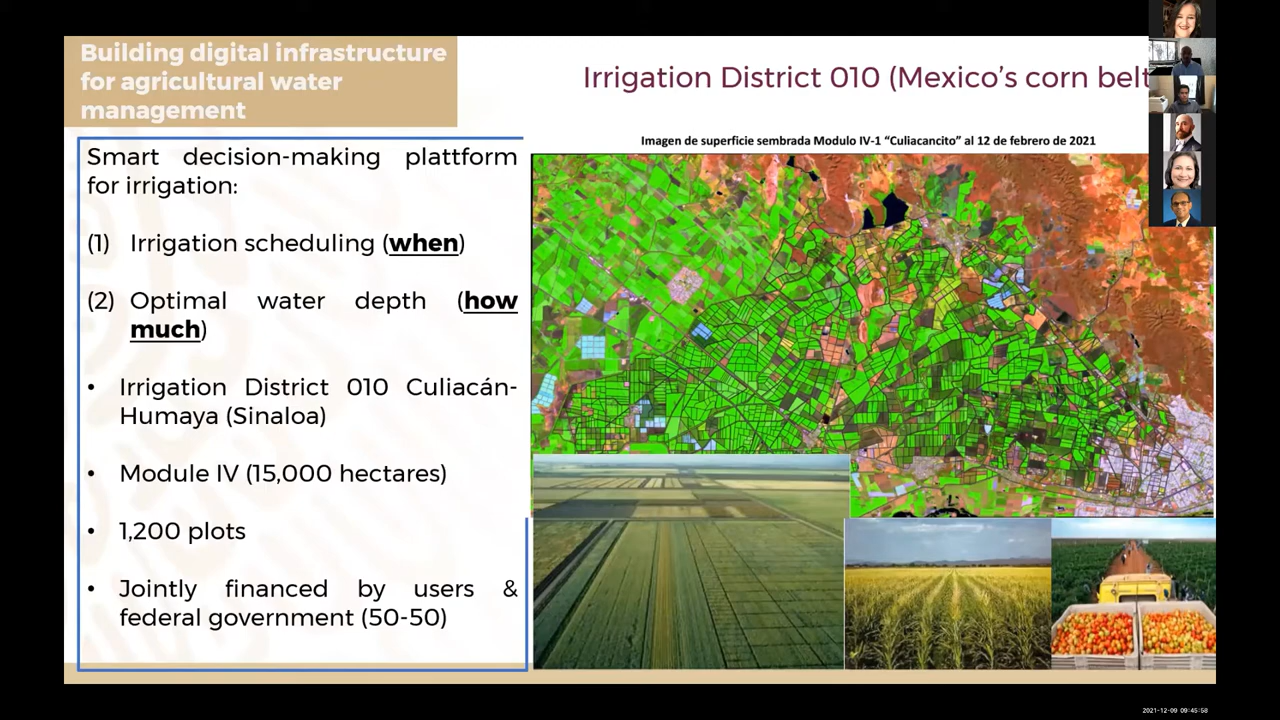 Building digital infrastructure
for agricultural water
management
Irrigation District 010 (Mexico's corn belt
Smart decision-making plattform
for irrigation:
(1) Irrigation scheduling (when)
(2) Optimal water depth (how
much)
• Irrigation District 010 Culiacán-
Humaya (Sinaloa)
• Module IV (15,000 hectares)
• 1,200 plots
• Jointly financed by users &
federal government (50-50)
Imagen de superficie sembrada Modulo IV-1 “Culiacancito” al 12 de febrero de 2021
2021-12-09 09:45:58